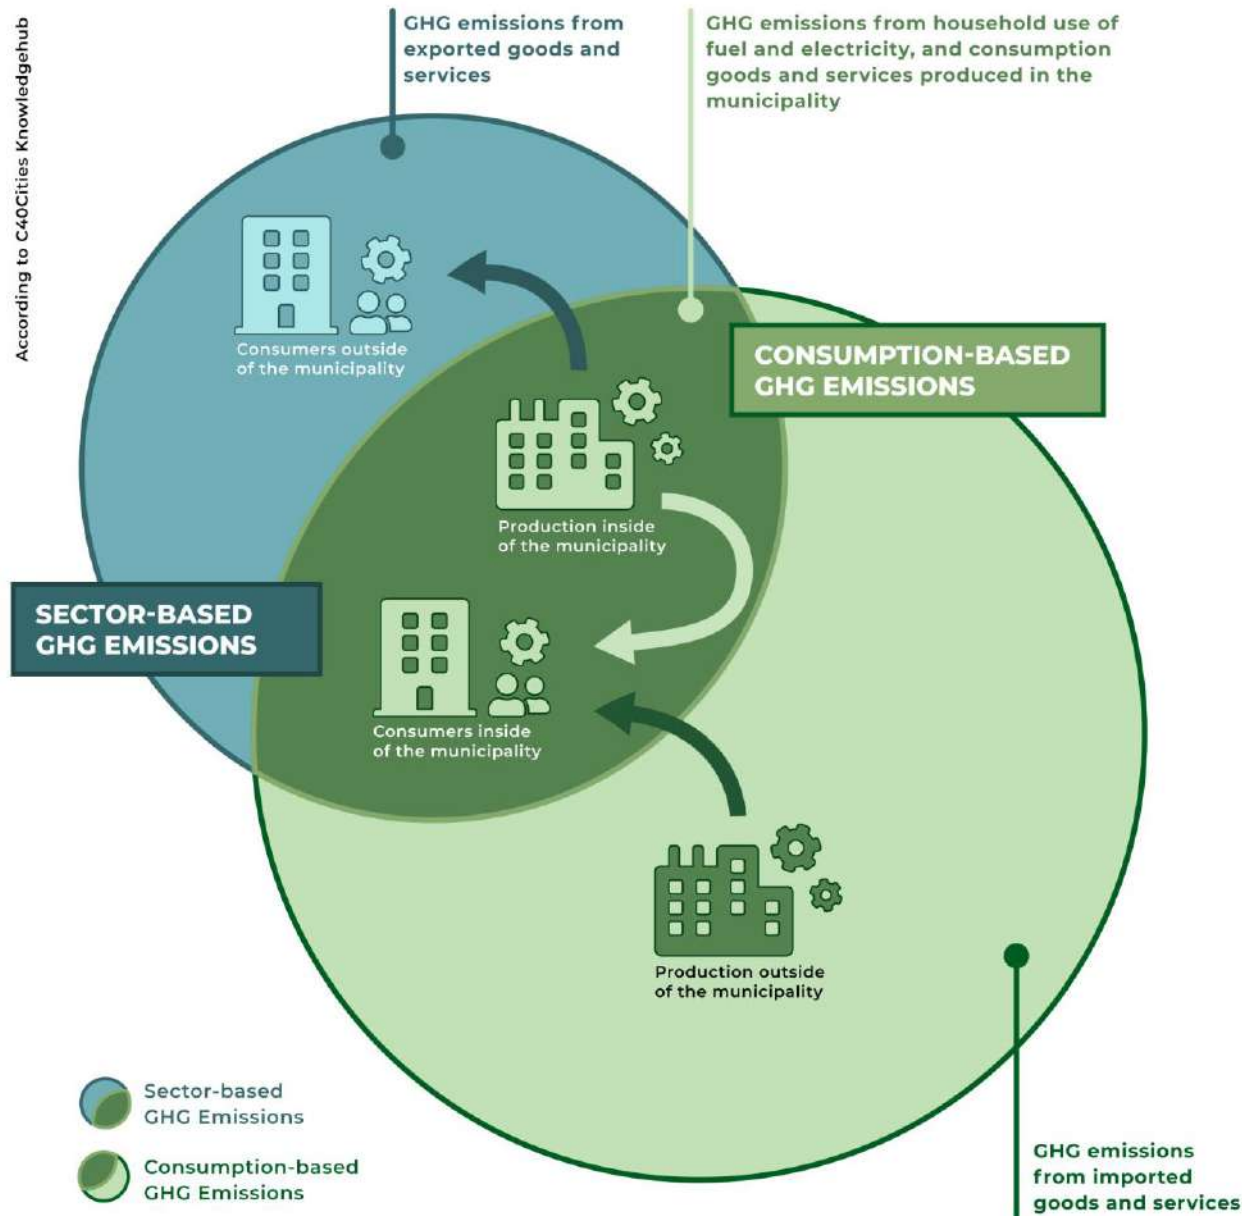 According to C40Cities Knowledgehub
GHG emissions from
exported goods and
services
GHG emissions from household use of
fuel and electricity, and consumption
goods and services produced in the
municipality
Consumers outside
of the municipality
CONSUMPTION-BASED
GHG EMISSIONS
Production inside
of the municipality
SECTOR-BASED
GHG EMISSIONS
Consumers inside
of the municipality
Production outside
of the municipality
Sector-based
GHG Emissions
Consumption-based
GHG Emissions
GHG emissions
from imported
goods and services